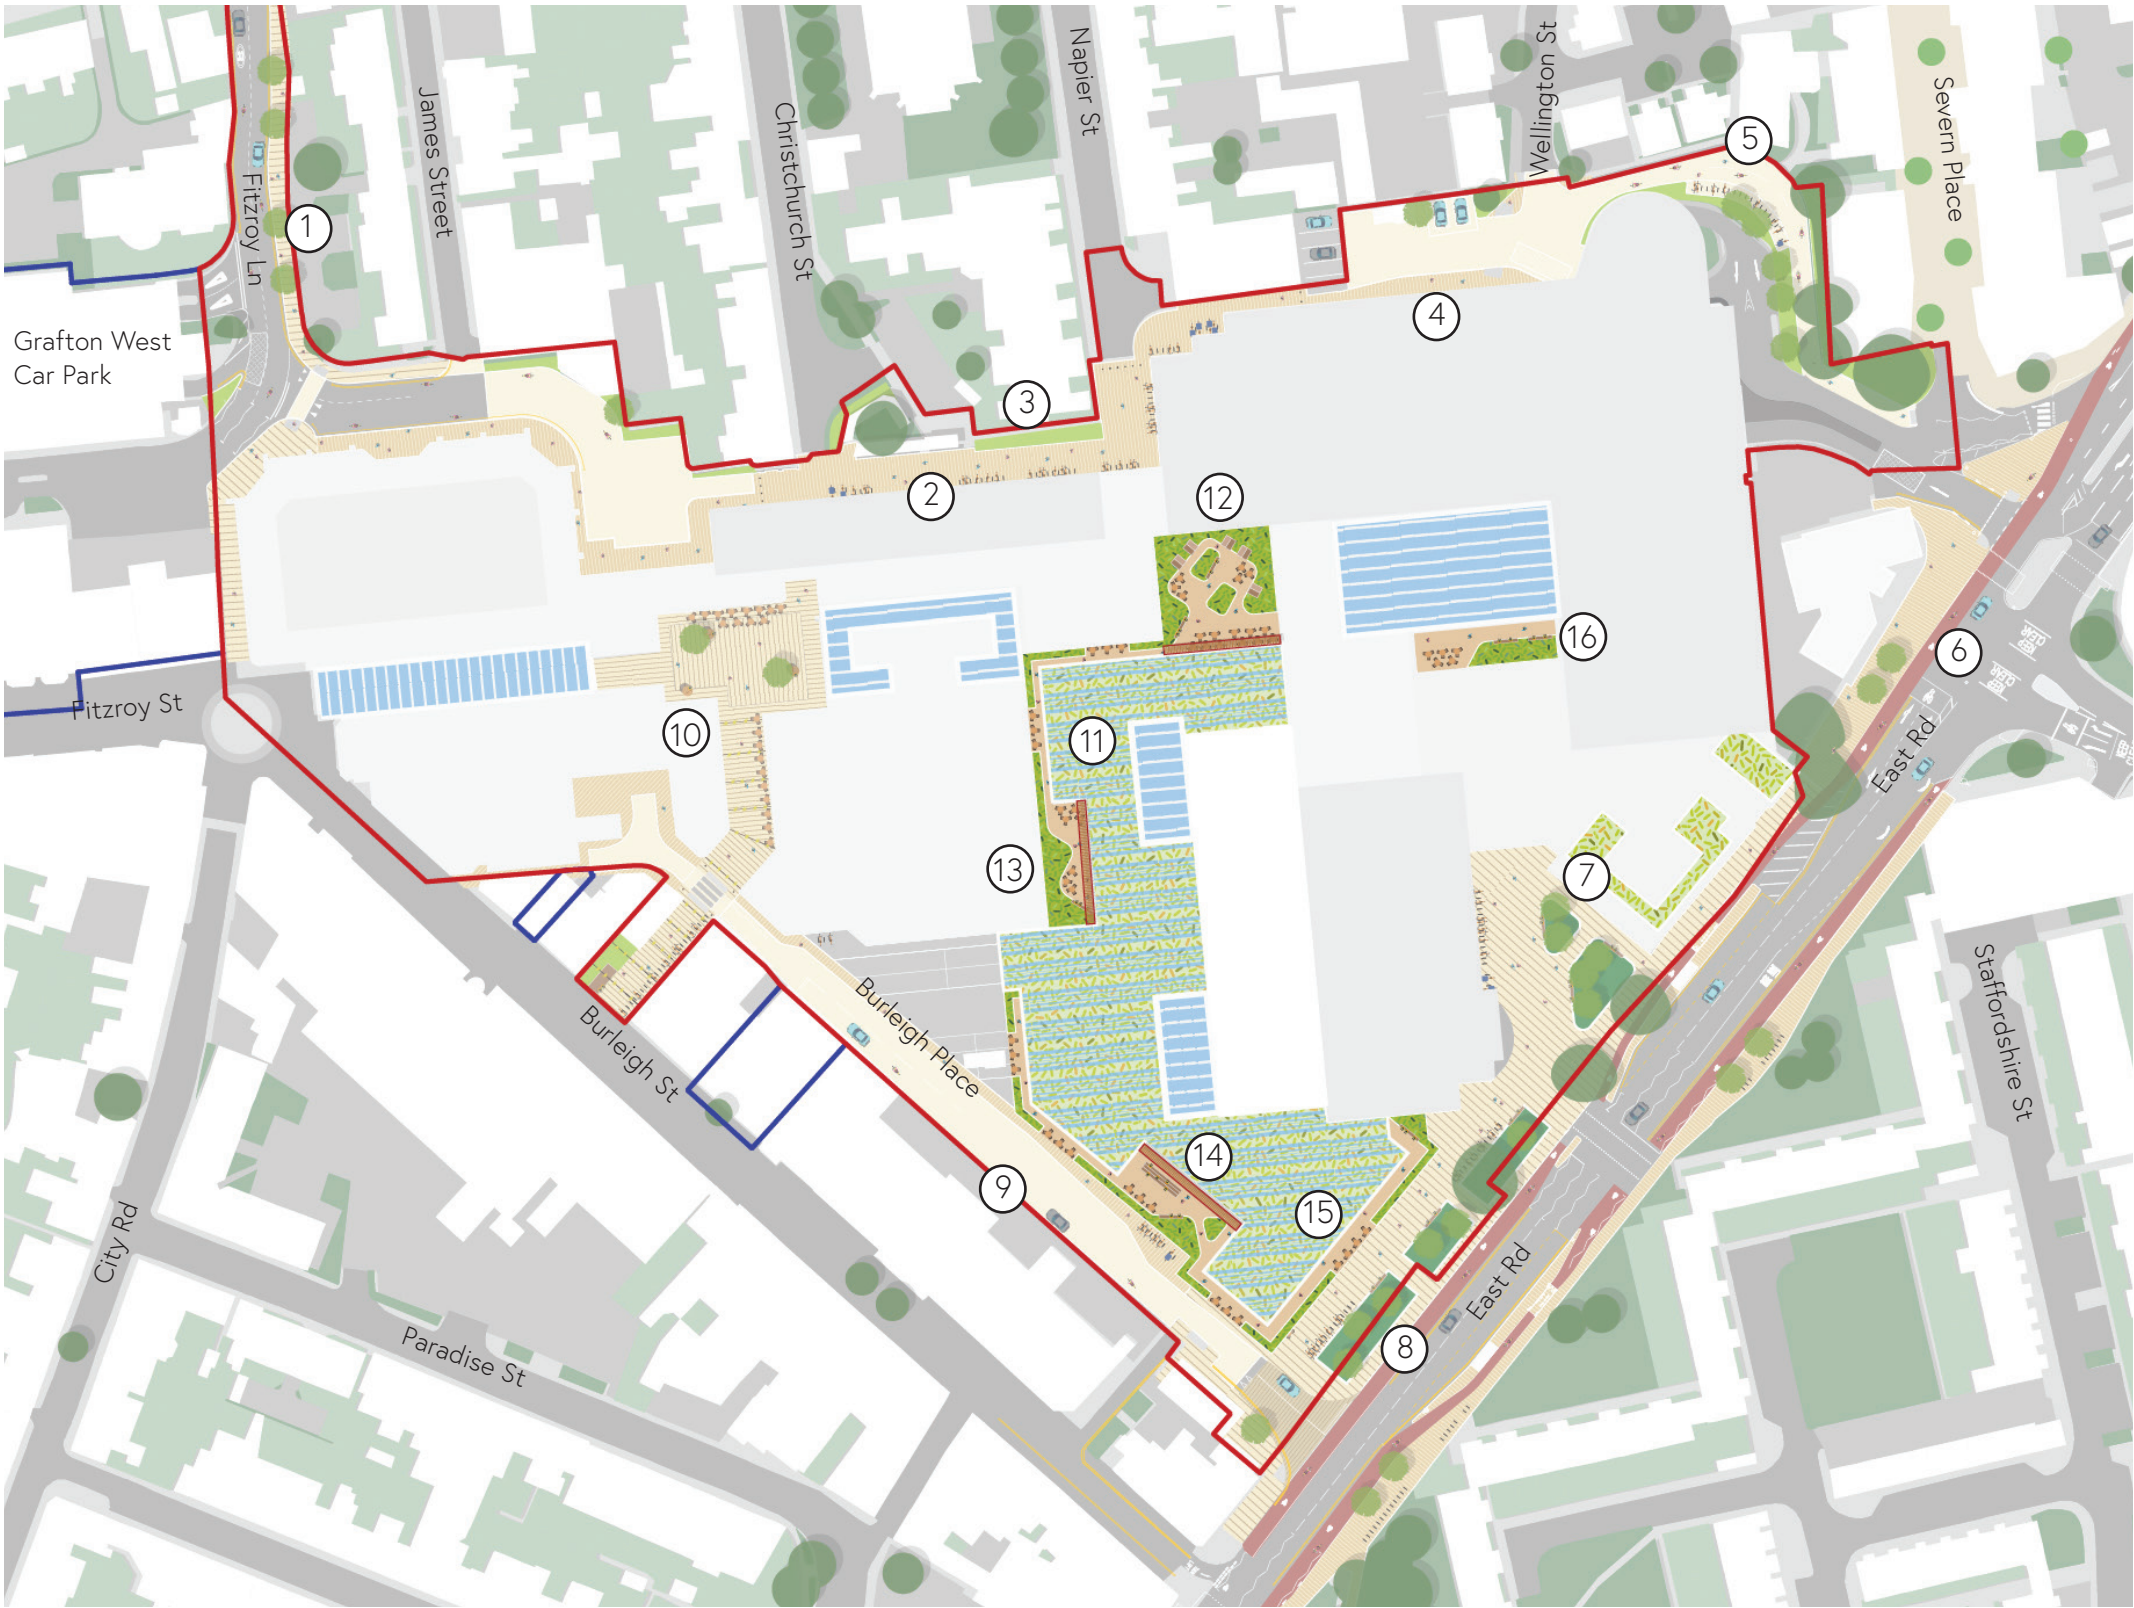 James Street
Christchurch St
Napier St
Wellington St
Severn Place
5
1
Fitzroy Ln
4
Grafton West
Car Park
3
2
12
16
6
Fitzroy St
10
11
East Rd
13
7
Burleigh Place
Burleigh St
Staffordshire St
14
9
15
City Rd
East Rd
8
Paradise St
KEEP
CLEAR